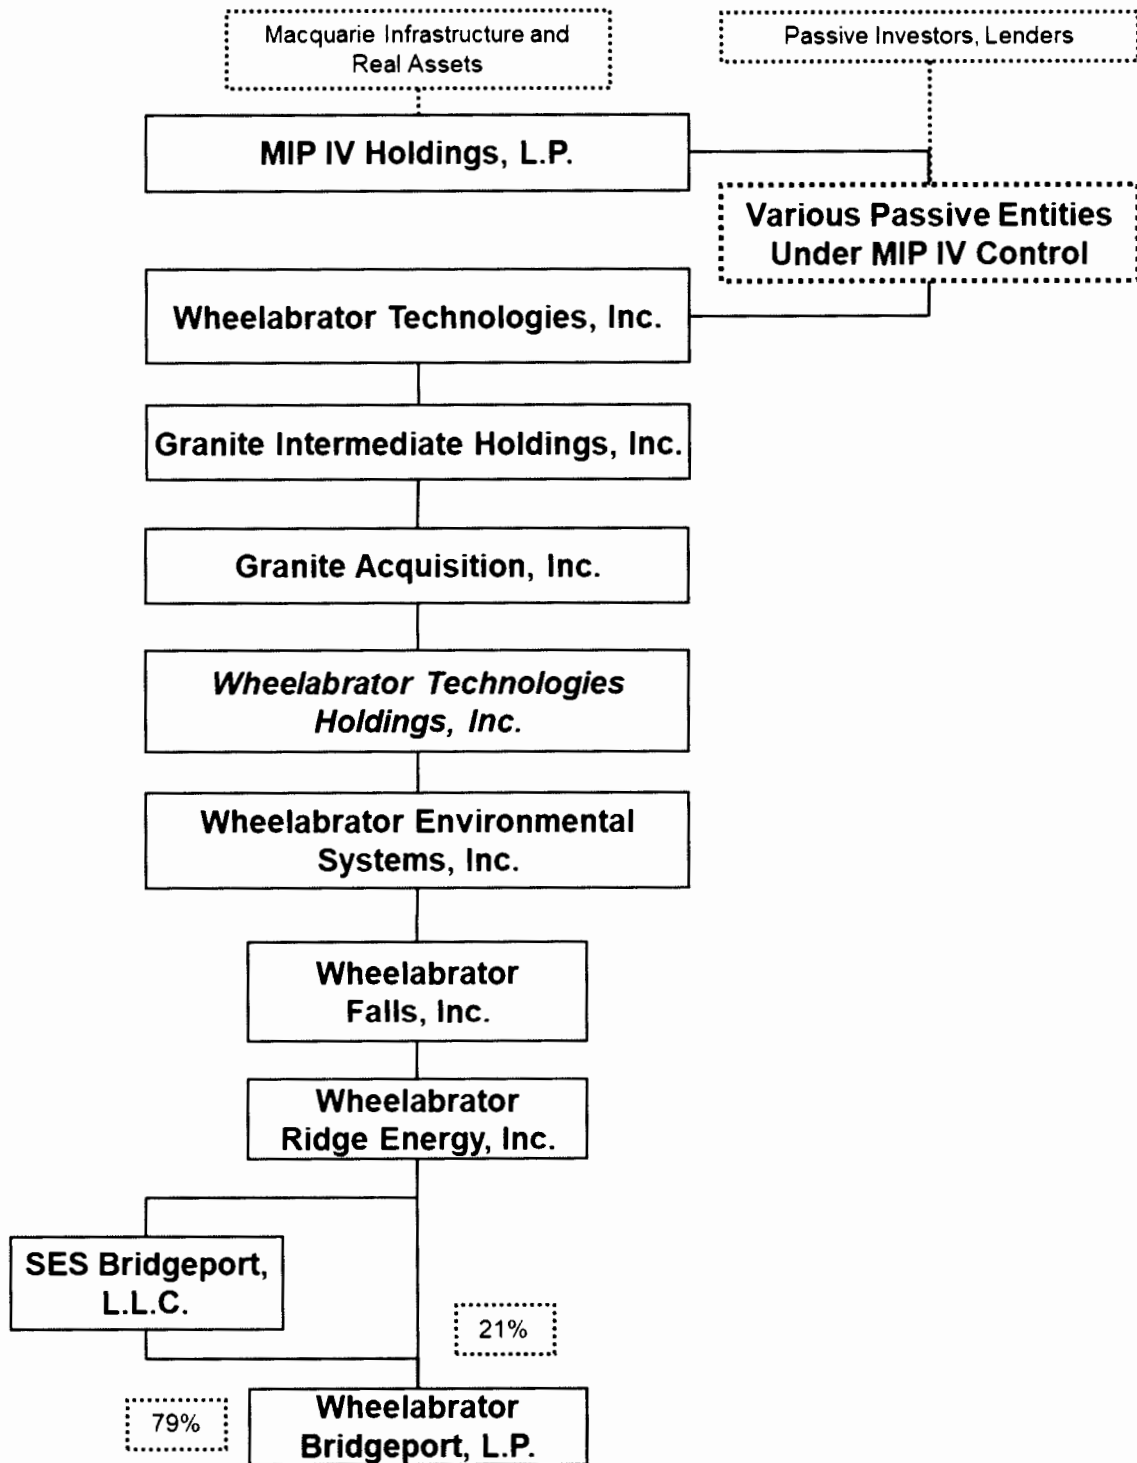 Macquarie Infrastructure and
Real Assets
Passive Investors, Lenders
MIP IV Holdings, L.P.
Various Passive Entities
Under MIP IV Control
Wheelabrator Technologies, Inc.
Granite Intermediate Holdings, Inc.
Granite Acquisition, Inc.
Wheelabrator Technologies
Holdings, Inc.
Wheelabrator Environmental
Systems, Inc.
Wheelabrator
Falls, Inc.
Wheelabrator
Ridge Energy, Inc.
SES Bridgeport,
L.L.C.
21%
79%
Wheelabrator
Bridgeport, L.P.